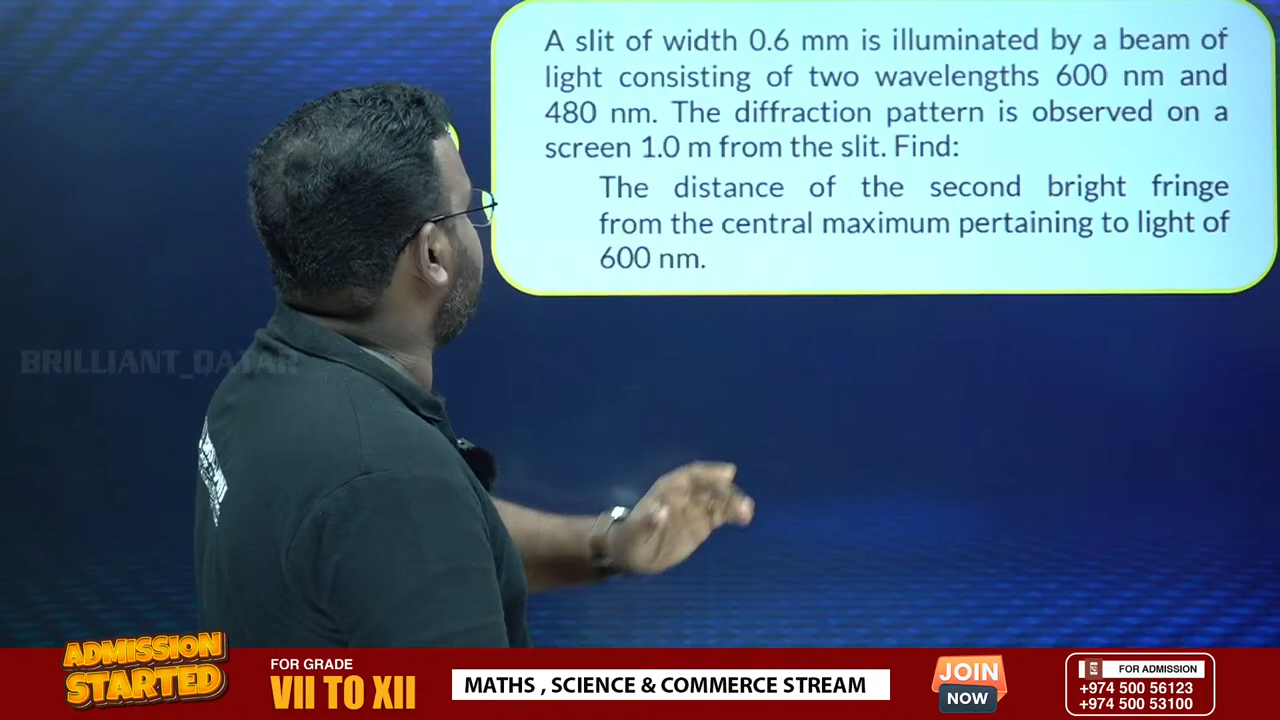 A slit of width 0.6 mm is illuminated by a beam of
light consisting of two wavelengths 600 nm and
480 nm. The diffraction pattern is observed on a
screen 1.0 m from the slit. Find:
The distance of the second bright fringe
from the central maximum pertaining to light of
600 nm.
BRILLIANT_QATAR
ADMISSION
STARTED
FOR GRADE
VII TO XII
MATHS , SCIENCE & COMMERCE STREAM
JOIN
NOW
FOR ADMISSION
+974 500 56123
+974 500 53100